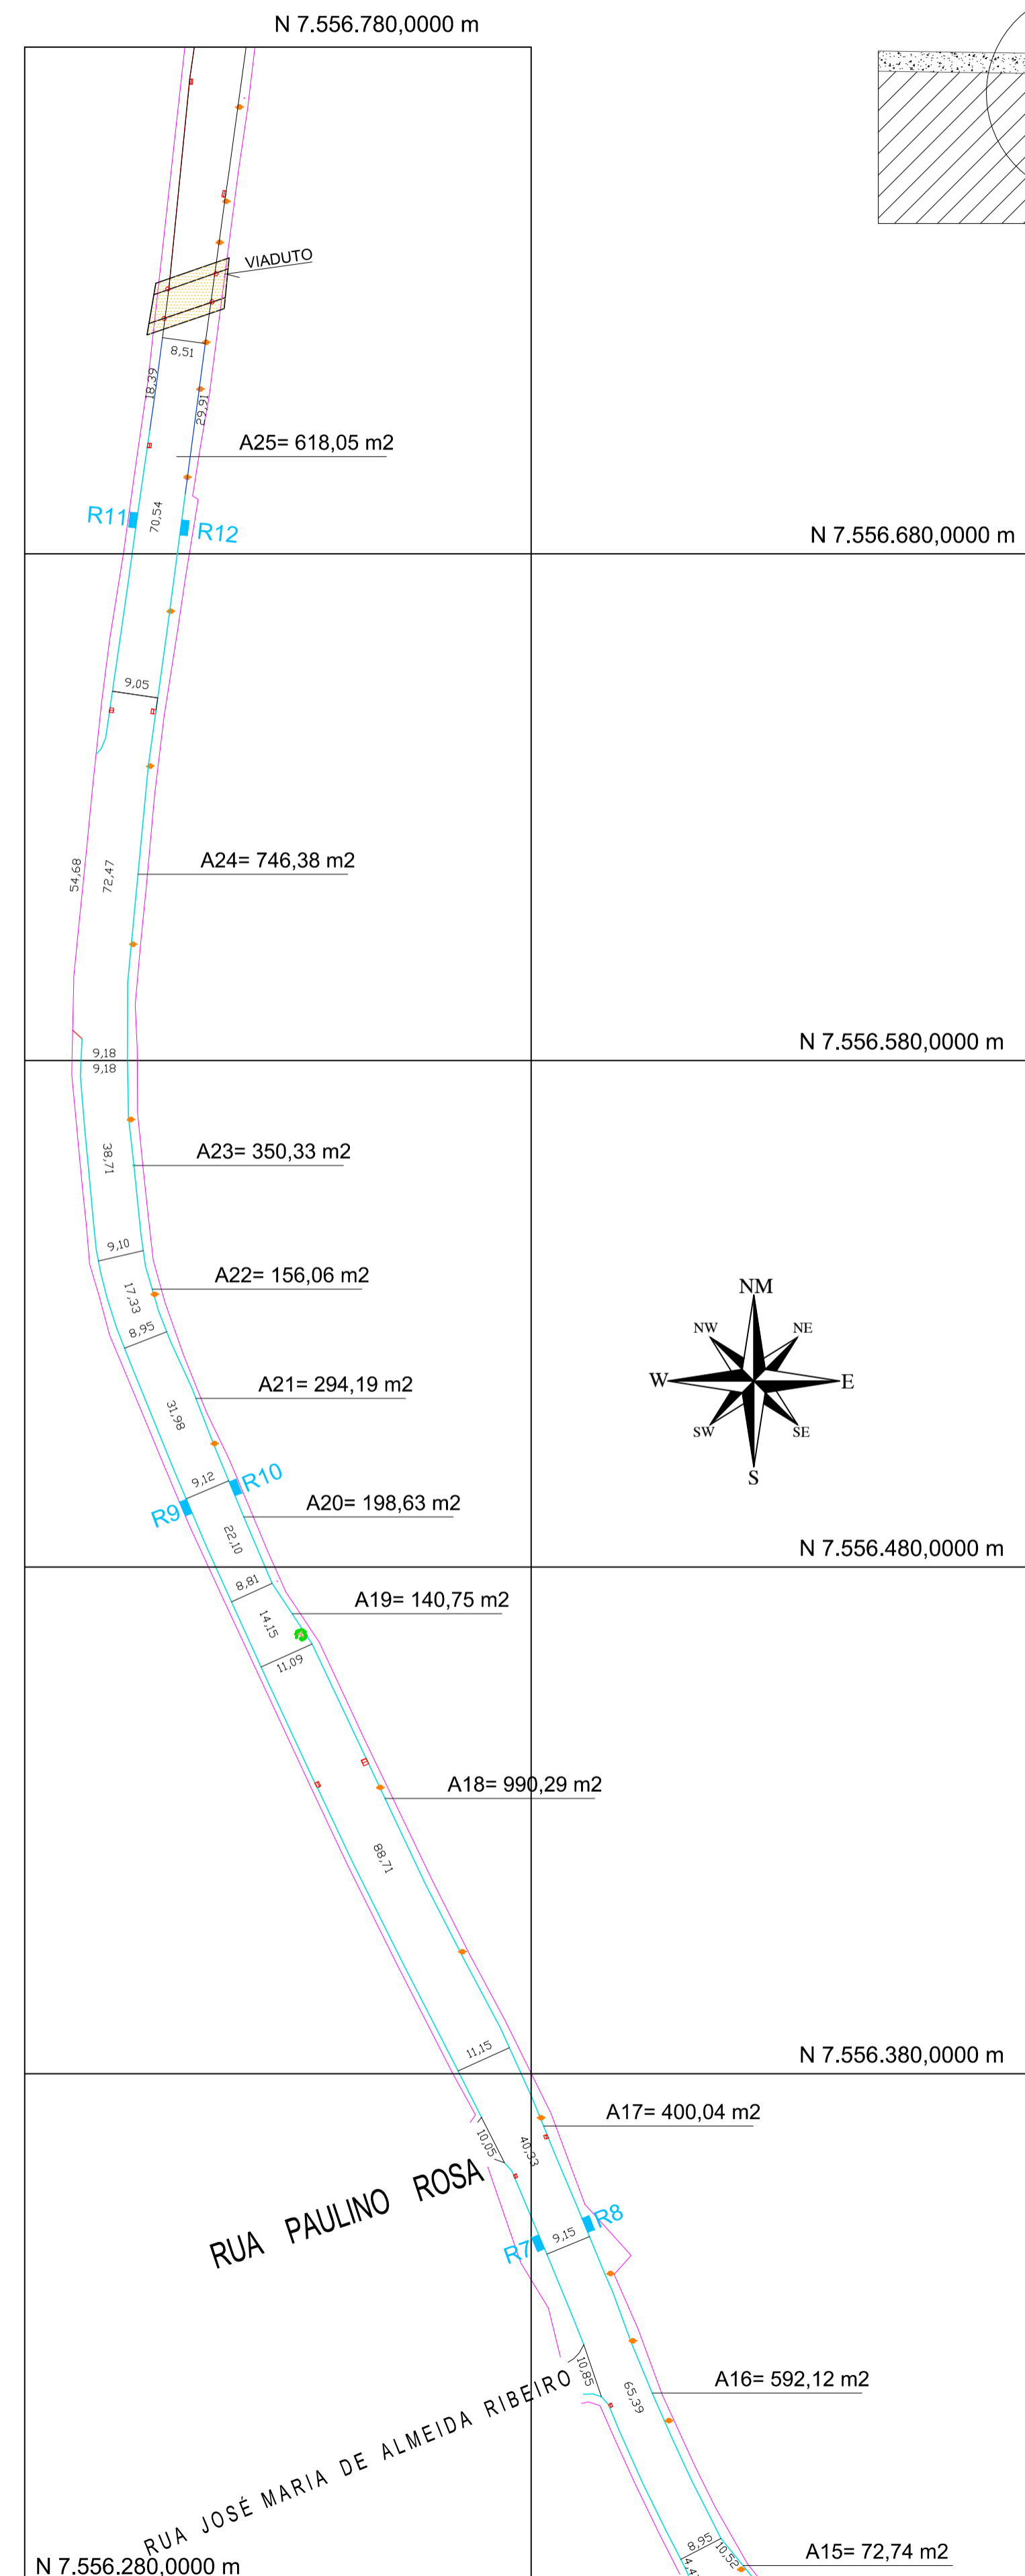 N 7.556.780,0000 m
VIADUTO
8,51
18,39
29,91
A25= 618,05 m2
70,54
R11
R12
N 7.556.680,0000 m
9,05
A24= 746,38 m2
54,68
72,47
N 7.556.580,0000 m
9,18
9,18
A23= 350,33 m2
38,71
9,10
A22= 156,06 m2
17,33
8,95
NM
NW
NE
W
E
SW
SE
S
A21= 294,19 m2
31,98
9,12
R10
R9
A20= 198,63 m2
22,10
N 7.556.480,0000 m
8,81
A19= 140,75 m2
14,15
11,09
A18= 990,29 m2
88,71
11,15
N 7.556.380,0000 m
A17= 400,04 m2
10,05
40,33
RUA PAULINO ROSA
R8
R7
9,15
10,85
A16= 592,12 m2
65,39
RUA JOSÉ MARIA DE ALMEIDA RIBEIRO
8,95
10,52
A15= 72,74 m2
N 7.556.280,0000 m